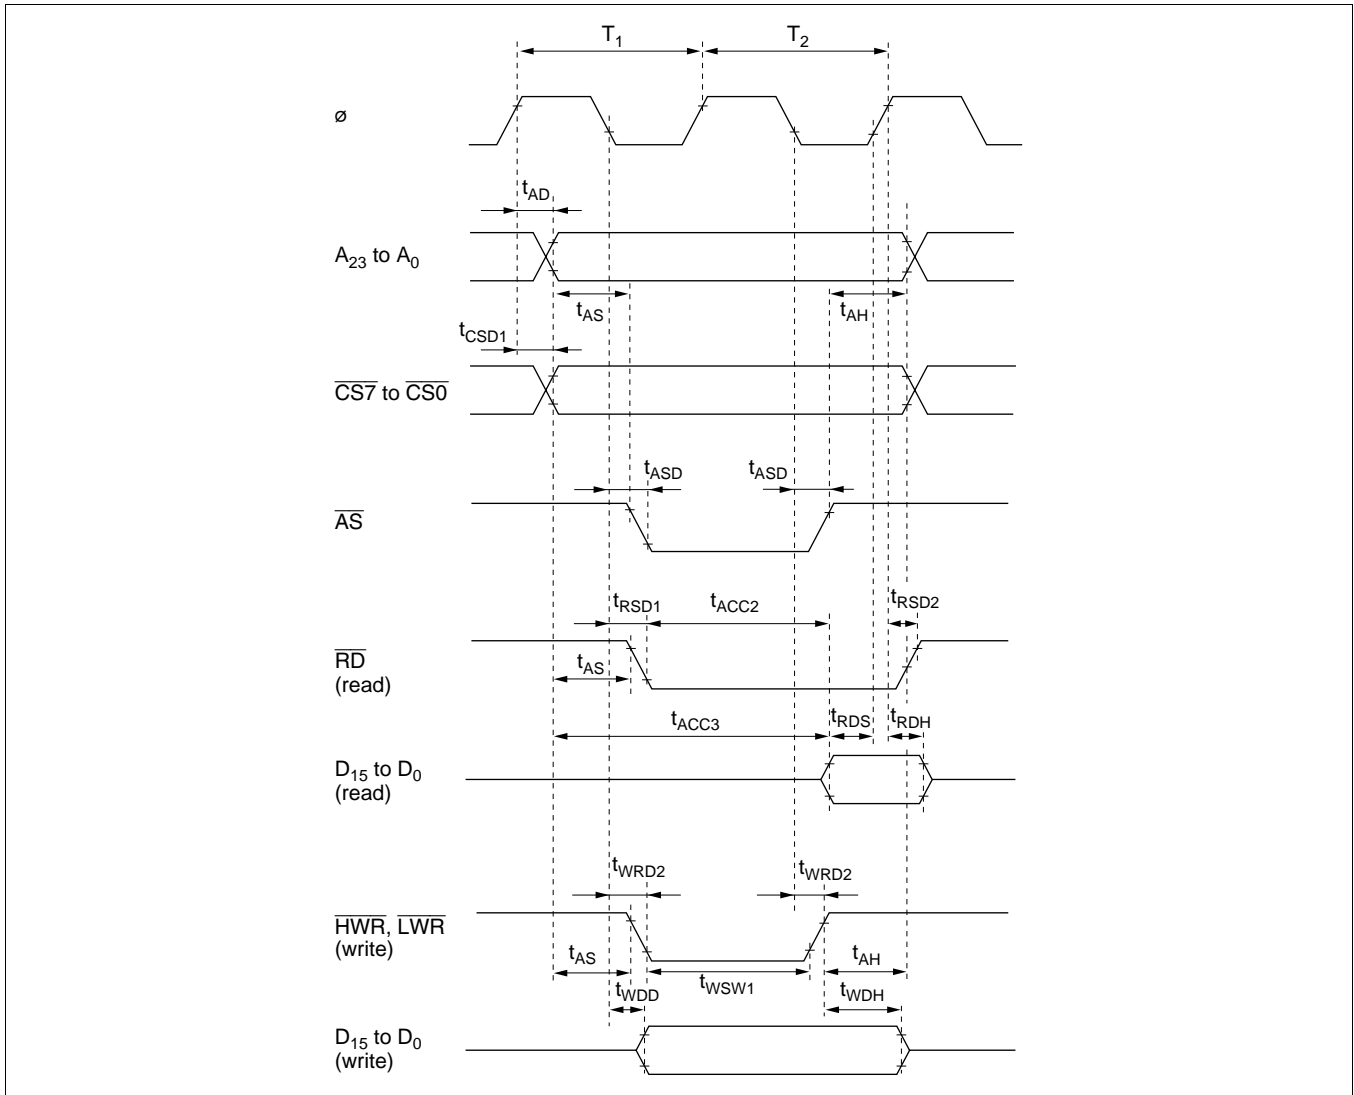 T1 T2
ø
tAD
A23 to A0
tAS tAH
tCSD1
CS7 to CS0
tASD tASD
AS
tRSD1 tACC2 tRSD2
RD
(read)
tAS
tACC3 tRDS tRDH
D15 to D0
(read)
tWRD2 tWRD2
HWR, LWR
(write)
tAS tWSW1 tAH
tWDD tWDH
D15 to D0
(write)